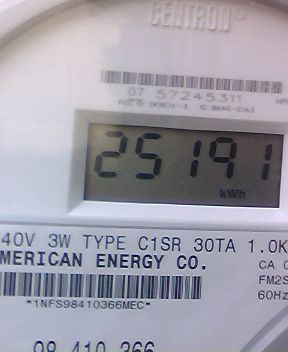 CENTRON®
07 57245311
25191
kWh
40V 3W TYPE C1SR 30TA 1.0K
MERICAN ENERGY CO.
CA 0
FM2S
60Hz
*1NFS98410366MEC*
98 410 366